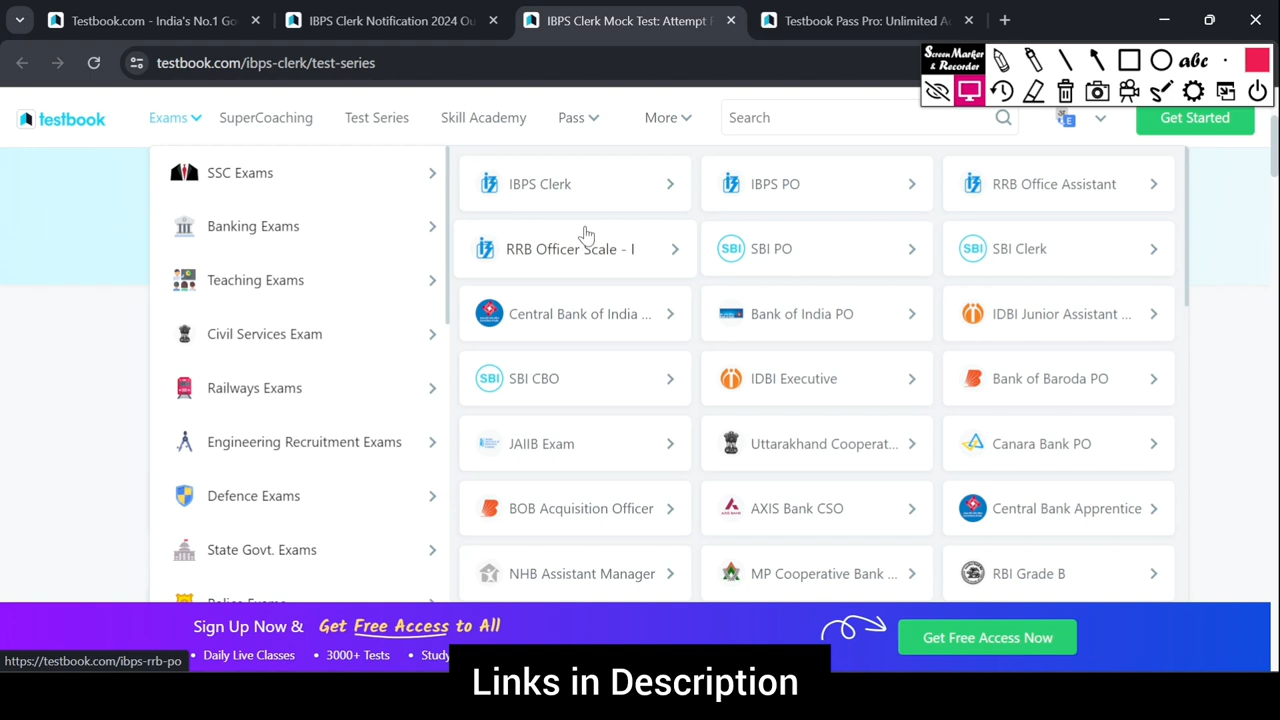 Testbook.com - India's No.1 Go
IBPS Clerk Notification 2024 Ou
IBPS Clerk Mock Test: Attempt
Testbook Pass Pro: Unlimited A
testbook.com/ibps-clerk/test-series
Screen Marker & Recorder
abc
testbook
Exams
SuperCoaching
Test Series
Skill Academy
Pass
More
Search
Get Started
SSC Exams
Banking Exams
Teaching Exams
Civil Services Exam
Railways Exams
Engineering Recruitment Exams
Defence Exams
State Govt. Exams
IBPS Clerk
IBPS PO
RRB Office Assistant
RRB Officer Scale - I
SBI PO
SBI Clerk
Central Bank of India ...
Bank of India PO
IDBI Junior Assistant ...
SBI CBO
IDBI Executive
Bank of Baroda PO
JAIIB Exam
Uttarakhand Cooperat...
Canara Bank PO
BOB Acquisition Officer
AXIS Bank CSO
Central Bank Apprentice
NHB Assistant Manager
MP Cooperative Bank ...
RBI Grade B
Sign Up Now & Get Free Access to All
• Daily Live Classes • 3000+ Tests • Study
Get Free Access Now
https://testbook.com/ibps-rrb-po
Links in Description